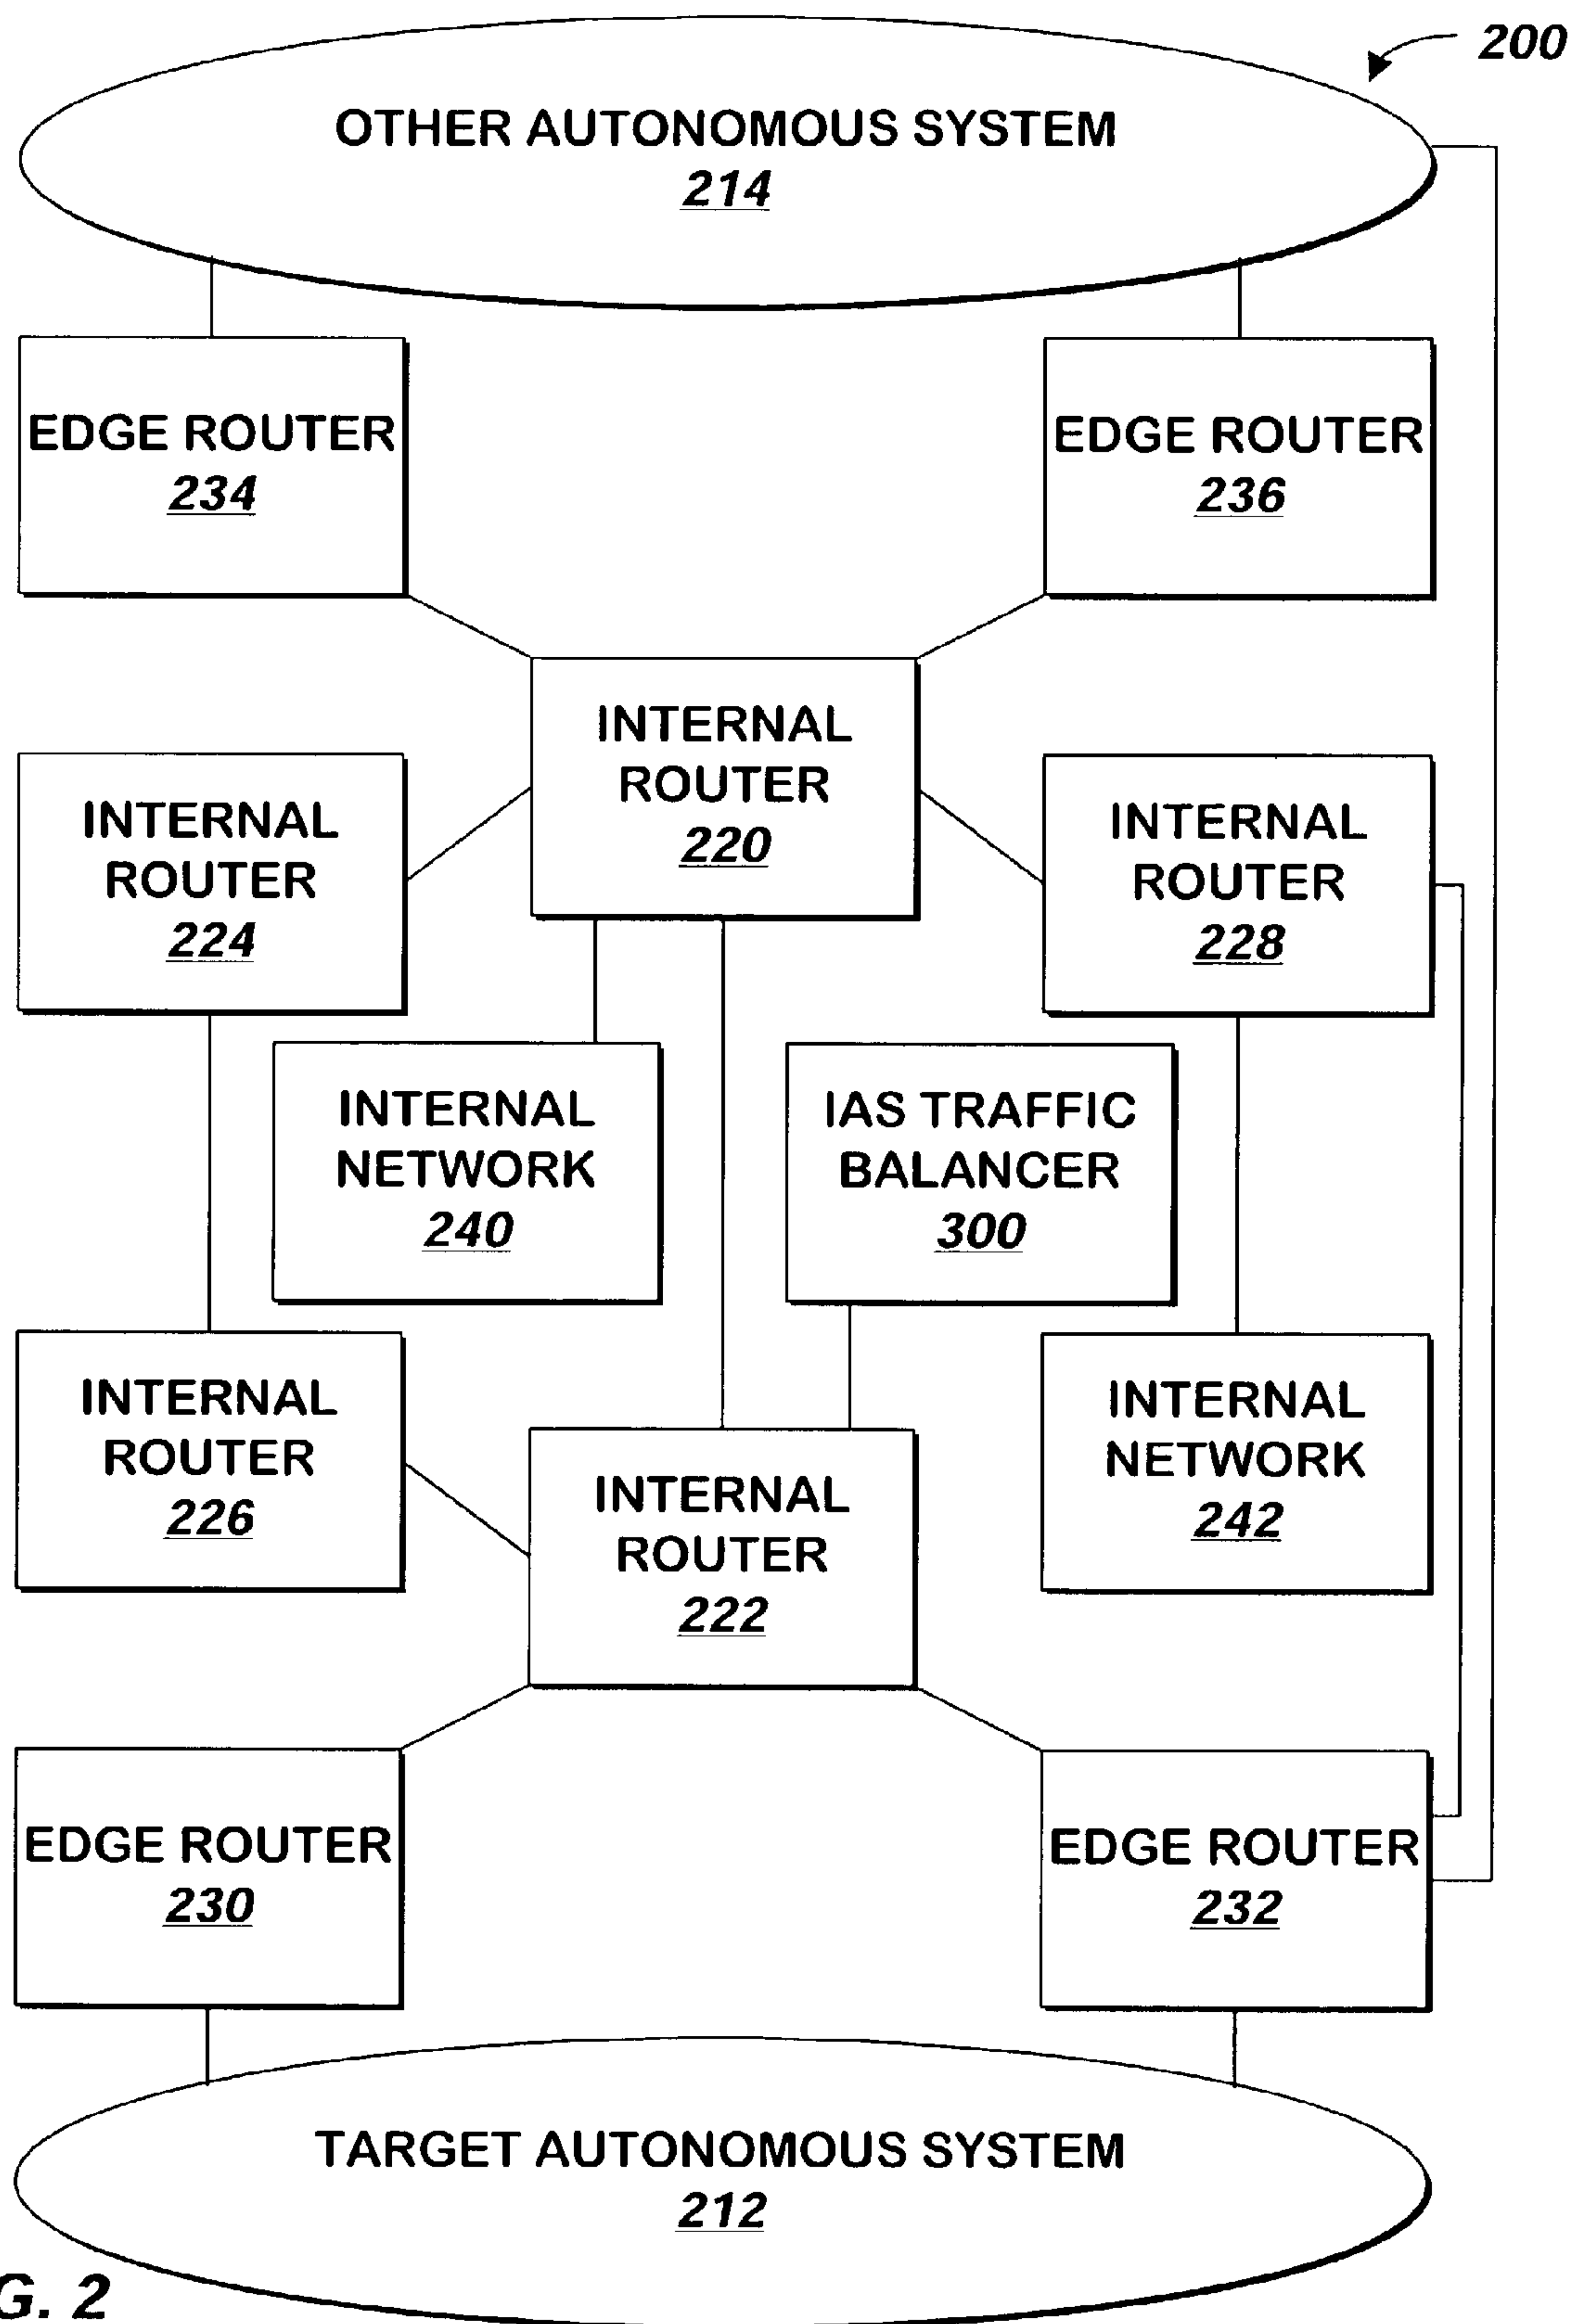 200
OTHER AUTONOMOUS SYSTEM
214
EDGE ROUTER
234
EDGE ROUTER
236
INTERNAL
ROUTER
220
INTERNAL
ROUTER
224
INTERNAL
ROUTER
228
INTERNAL
NETWORK
240
IAS TRAFFIC
BALANCER
300
INTERNAL
ROUTER
226
INTERNAL
ROUTER
222
INTERNAL
NETWORK
242
EDGE ROUTER
230
EDGE ROUTER
232
TARGET AUTONOMOUS SYSTEM
212
G. 2